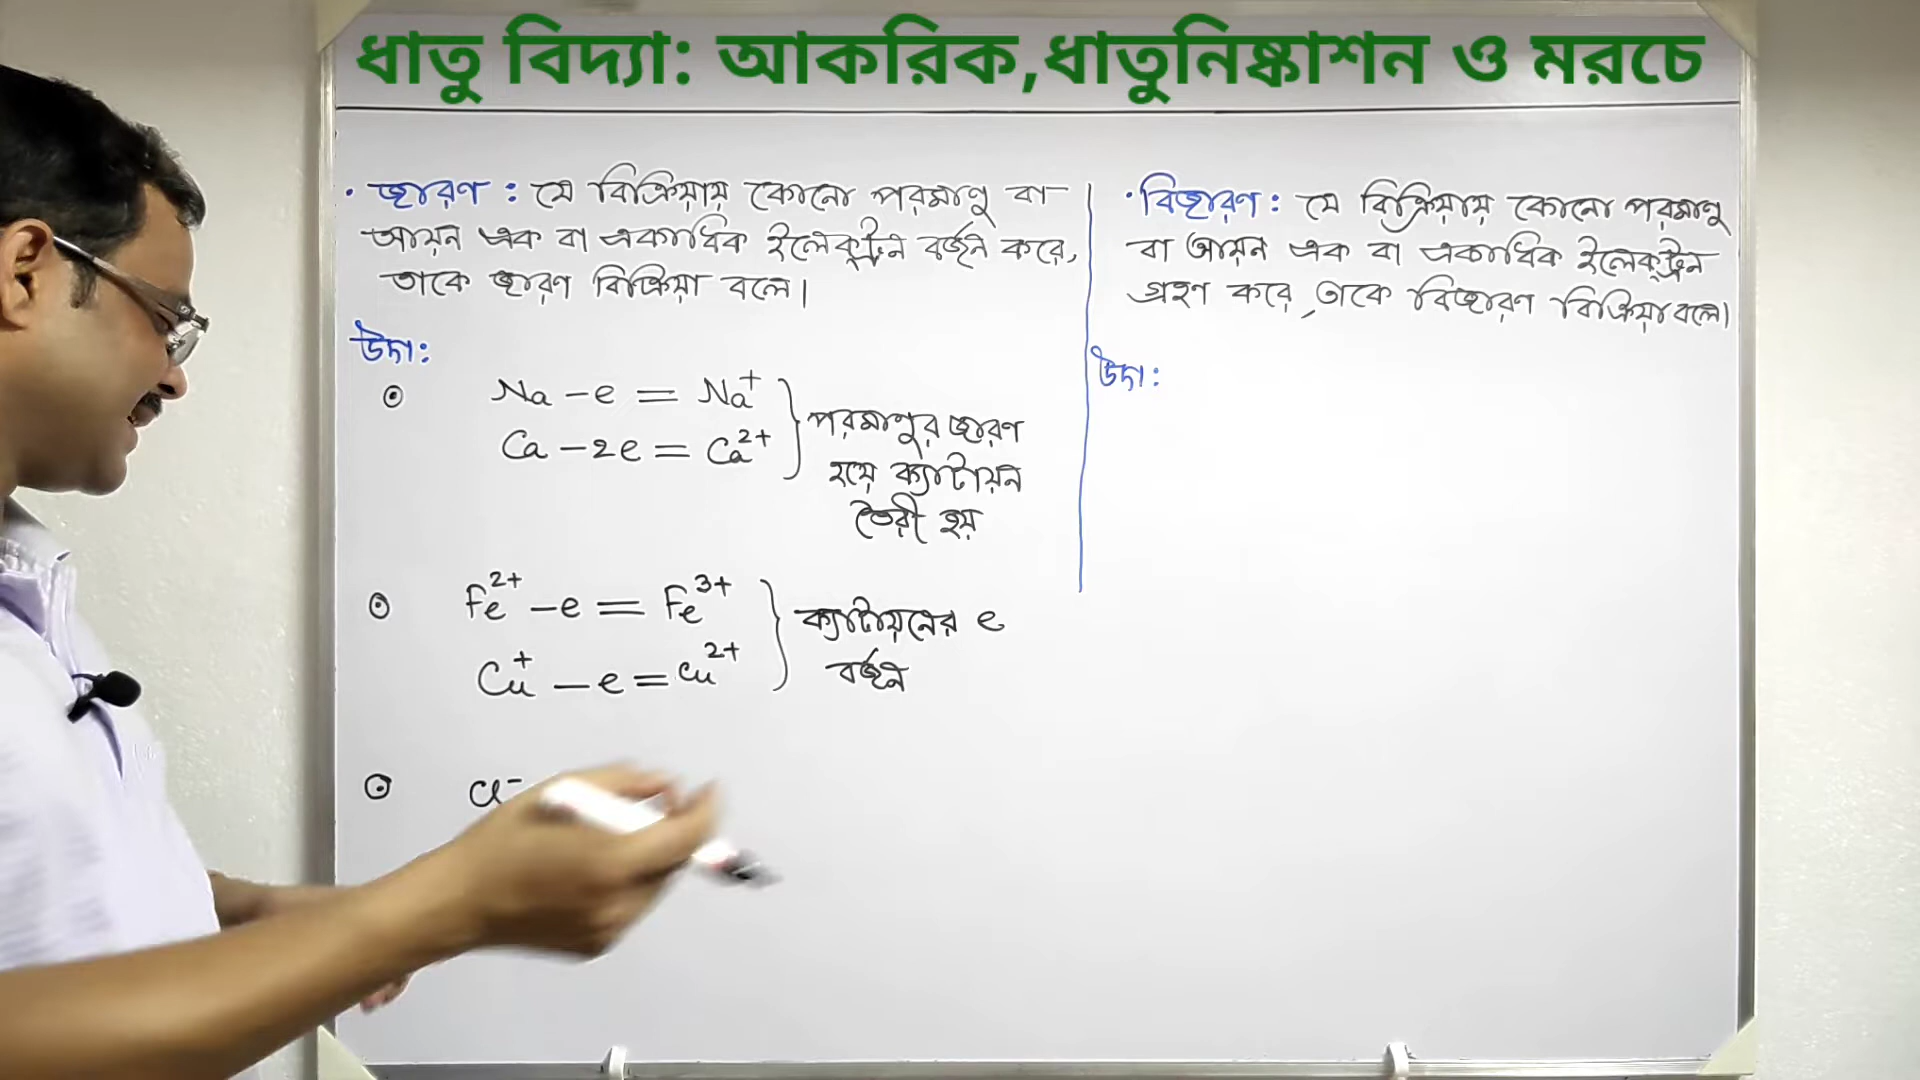 ধাতু বিদ্যা: আকরিক,ধাতুনিষ্কাশন ও মরচে
• জারণ : যে বিক্রিয়ায় কোনো পরমাণু বা
আয়ন এক বা একাধিক ইলেকট্রন বর্জন করে,
তাকে জারণ বিক্রিয়া বলে।
উদা:
⊙ Na – e = Na⁺
Ca – 2e = Ca²⁺
পরমাণুর জারণ
হয়ে ক্যাটায়ন
তৈরী হয়
⊙ Fe²⁺ – e = Fe³⁺
Cu⁺ – e = Cu²⁺
ক্যাটায়নের e
বর্জন
⊙ Cl⁻
• বিজারণ : যে বিক্রিয়ায় কোনো পরমাণু
বা আয়ন এক বা একাধিক ইলেকট্রন
গ্রহণ করে, তাকে বিজারণ বিক্রিয়া বলে।
উদা: